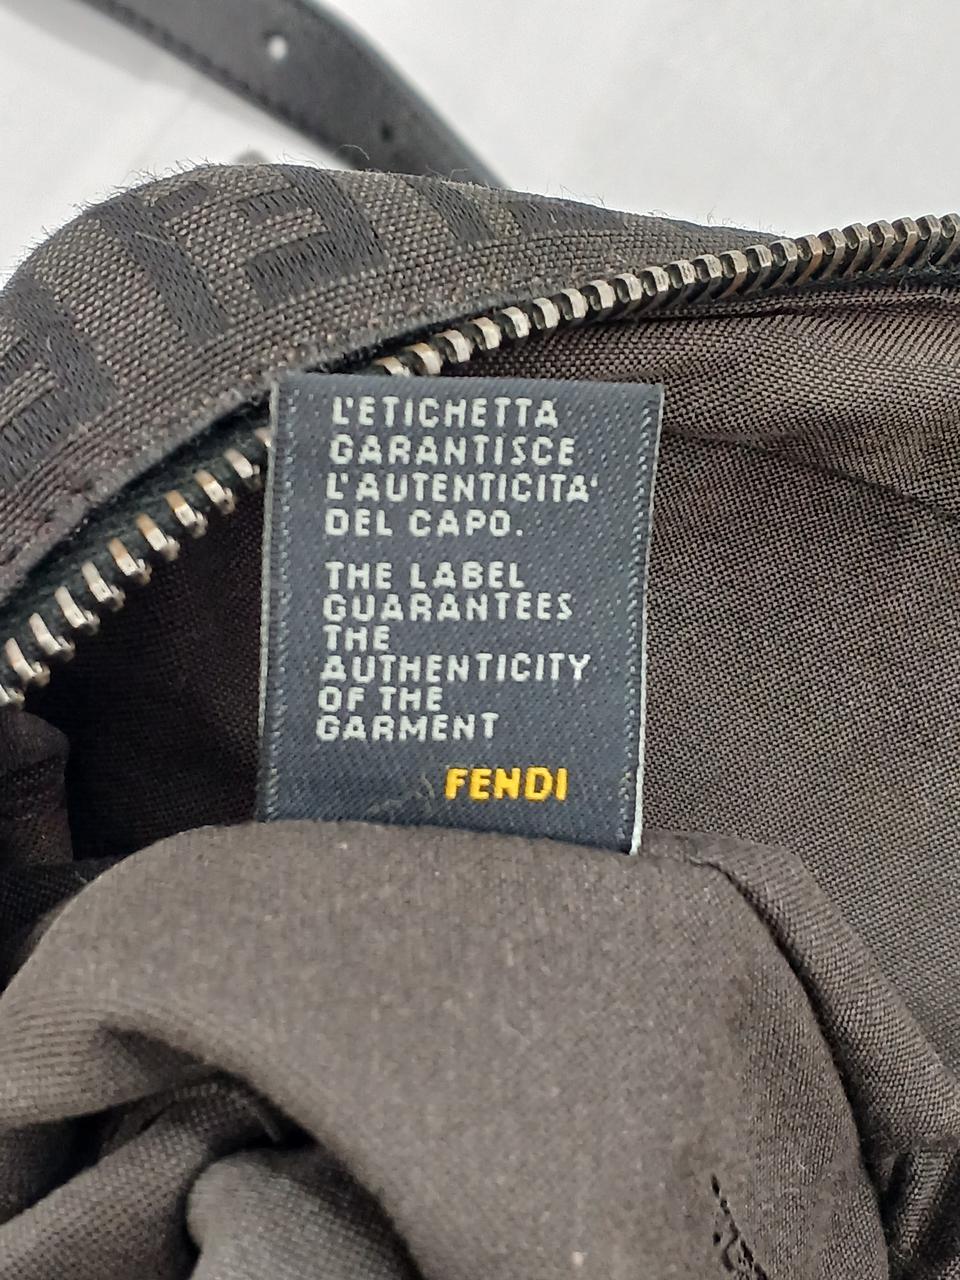 L'ETICHETTA
GARANTISCE
L'AUTENTICITA'
DEL CAPO.
THE LABEL
GUARANTEES
THE
AUTHENTICITY
OF THE
GARMENT
FENDI